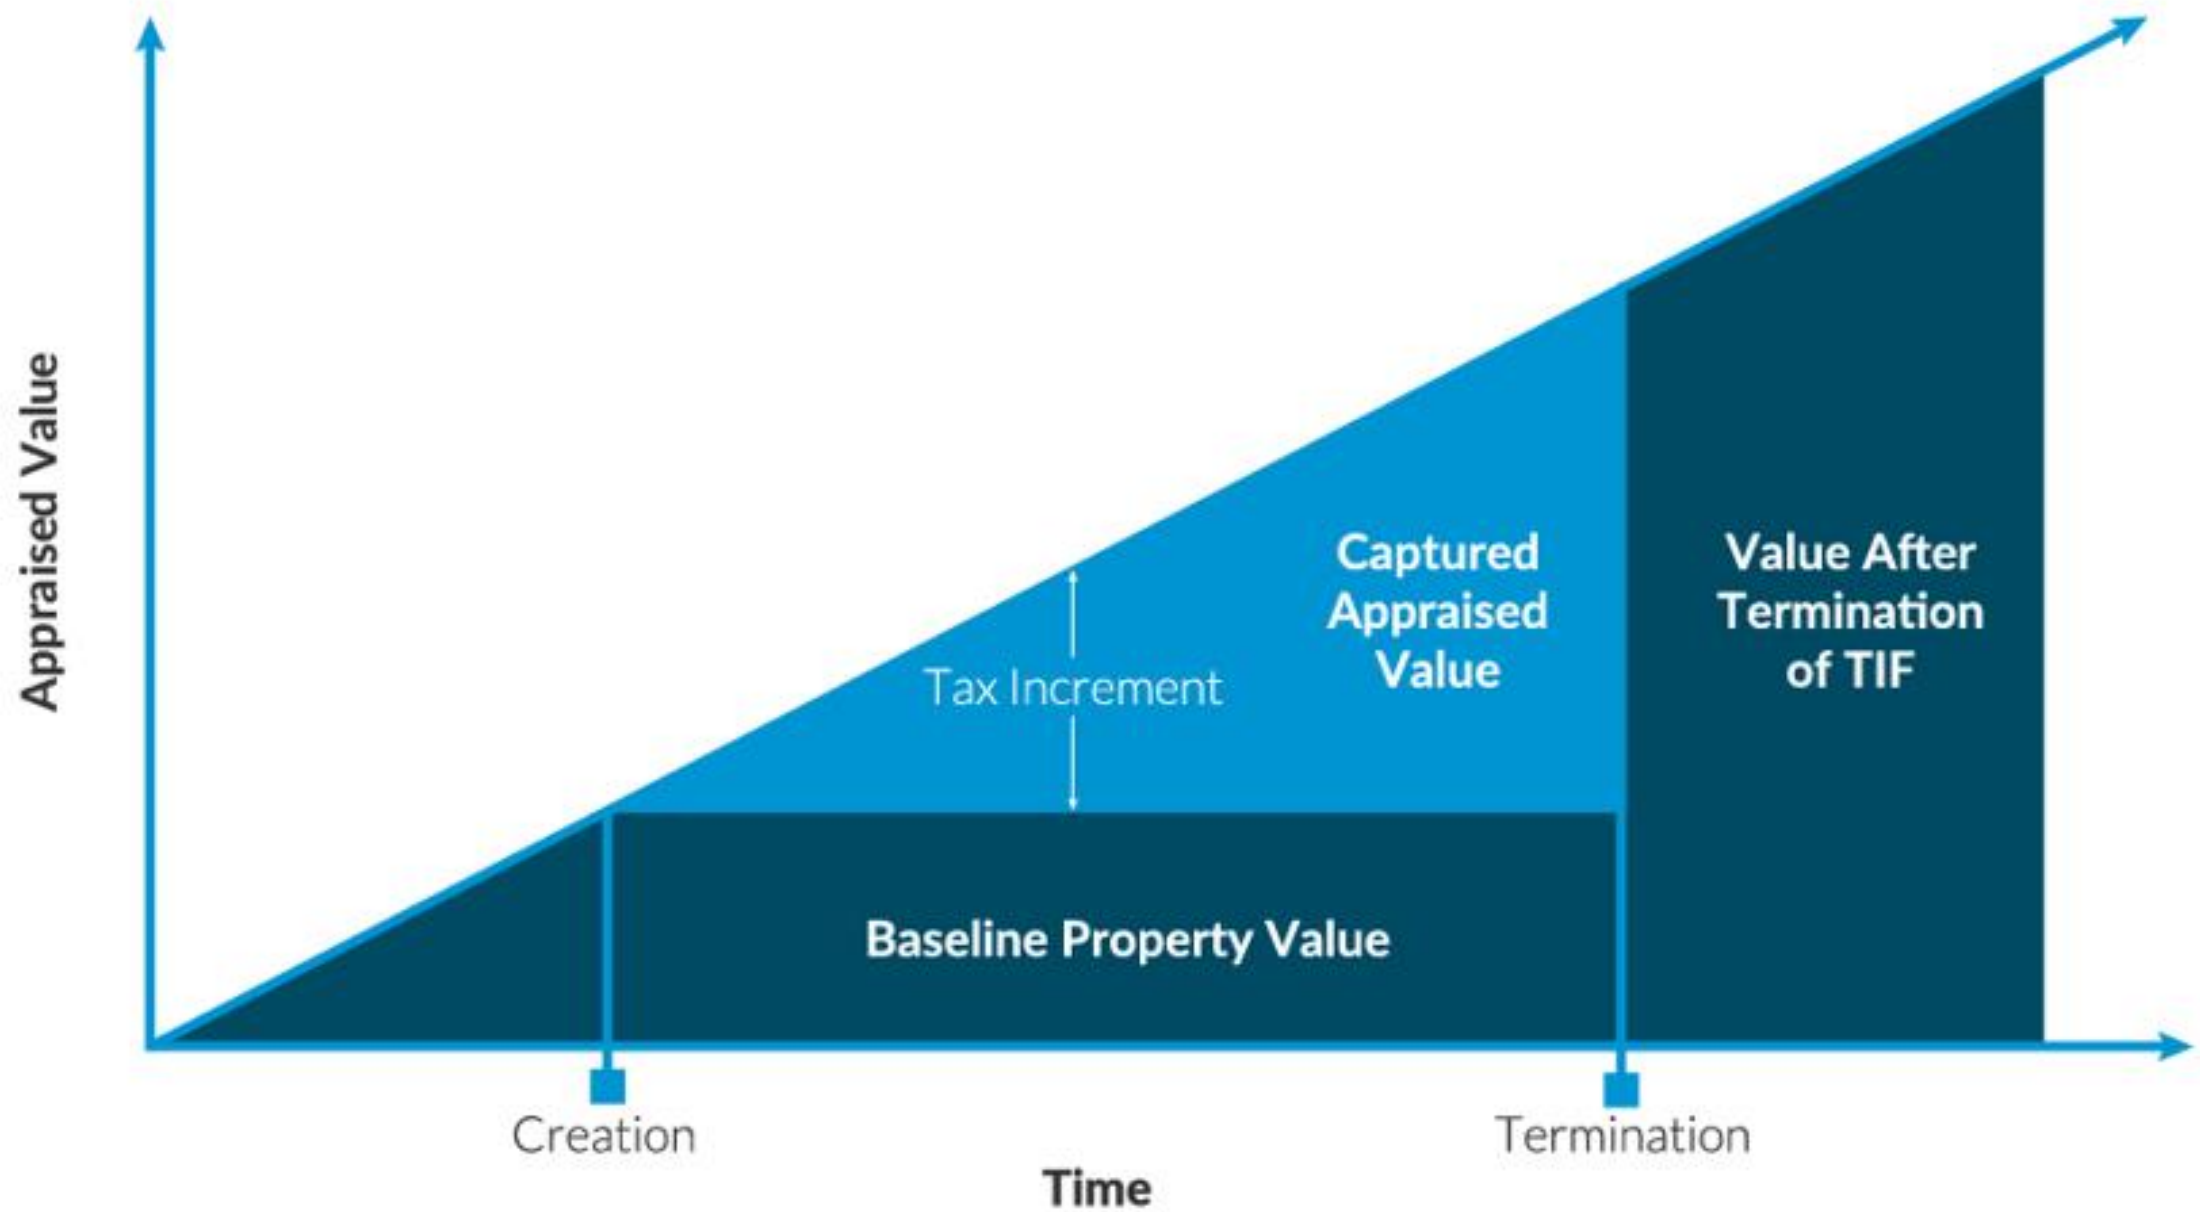 Appraised Value
Captured
Appraised
Value
Value After
Termination
of TIF
Tax Increment
Baseline Property Value
Creation
Termination
Time